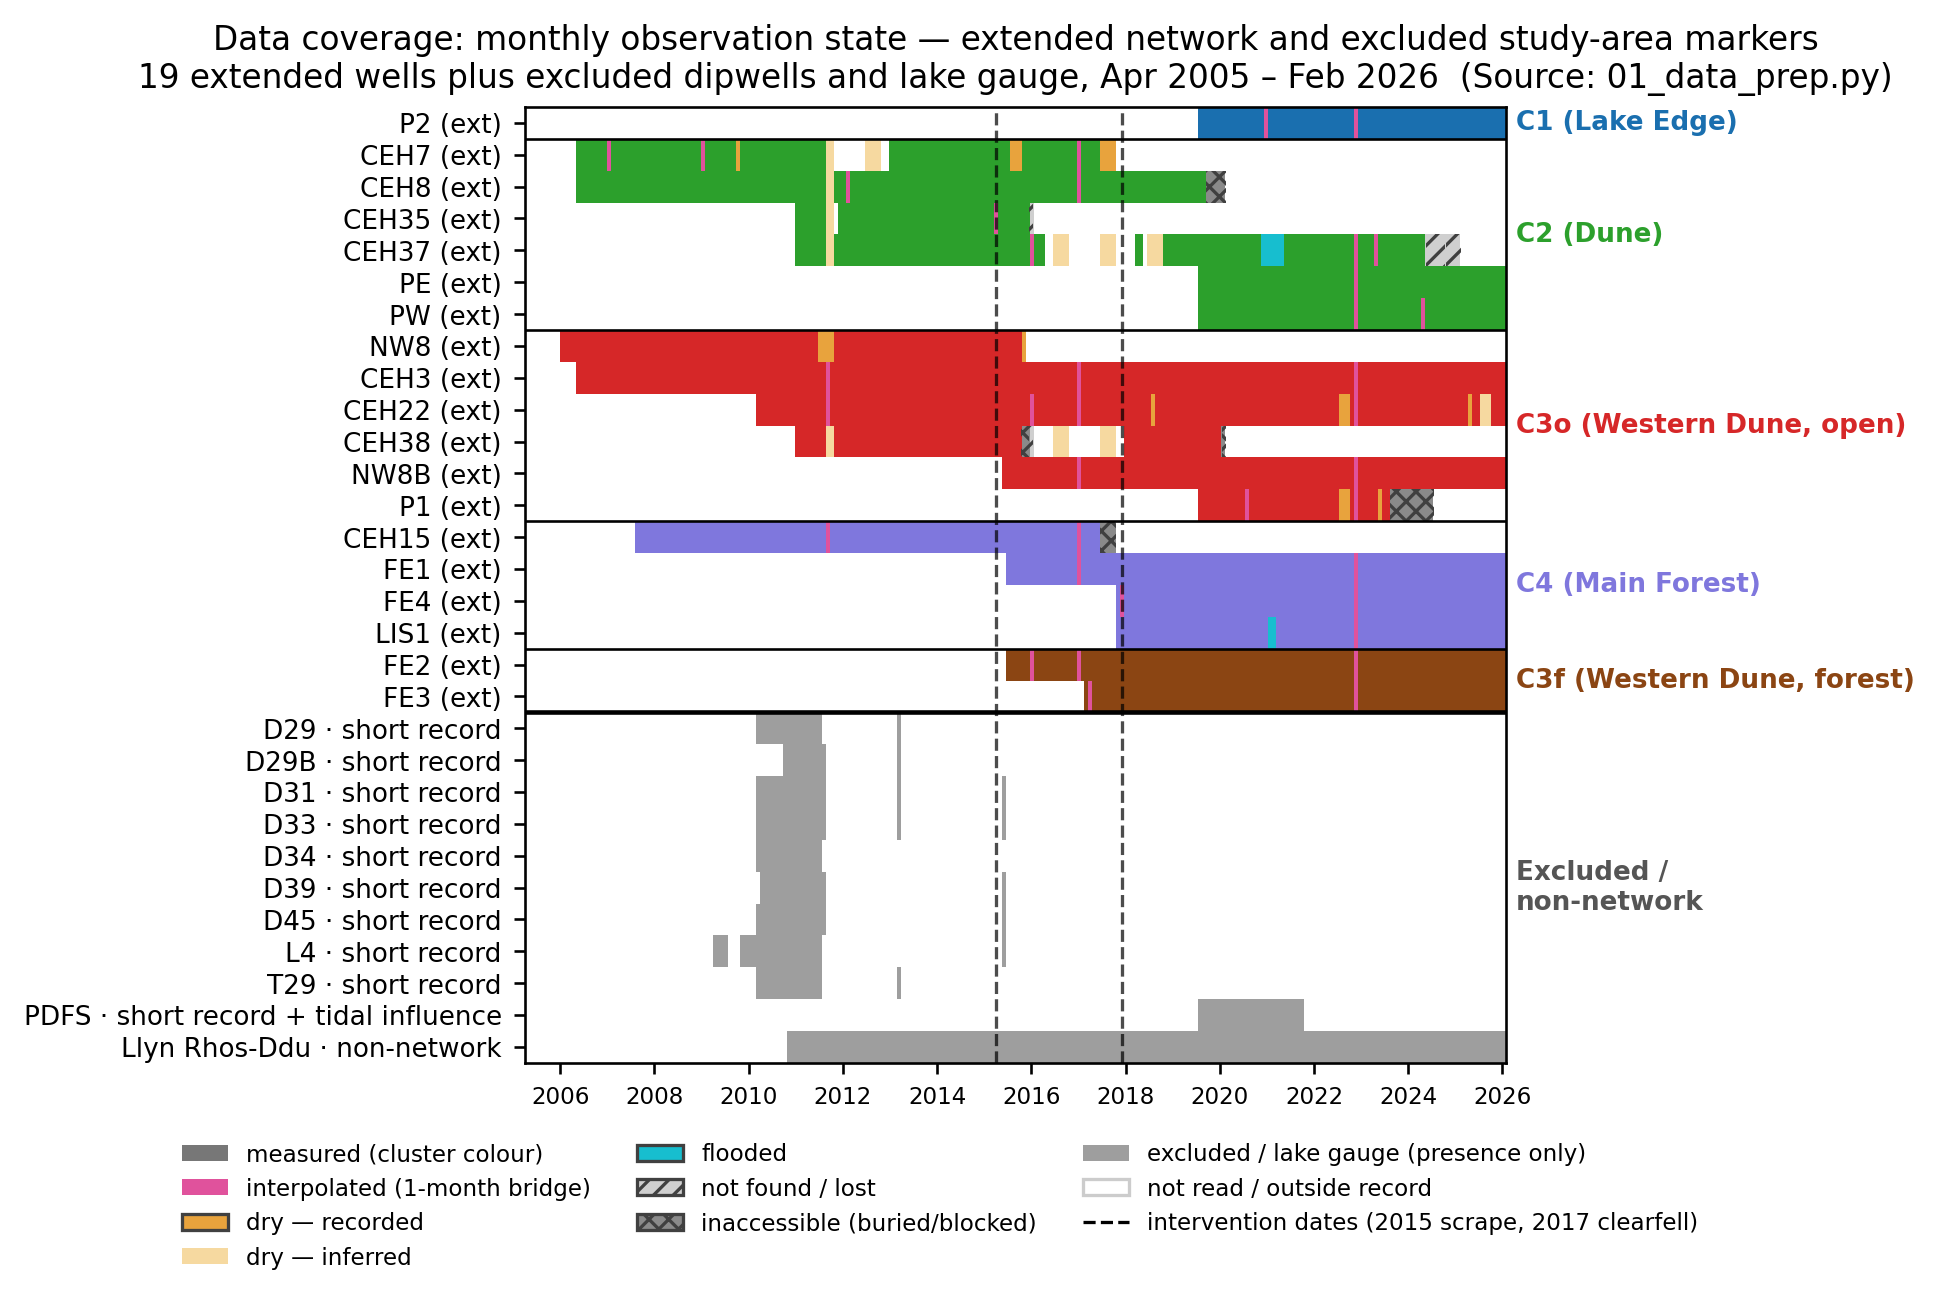 Data coverage: monthly observation state — extended network and excluded study-area markers
19 extended wells plus excluded dipwells and lake gauge, Apr 2005 – Feb 2026  (Source: 01_data_prep.py)
P2 (ext)
C1 (Lake Edge)
CEH7 (ext)
CEH8 (ext)
CEH35 (ext)
C2 (Dune)
CEH37 (ext)
PE (ext)
PW (ext)
NW8 (ext)
CEH3 (ext)
CEH22 (ext)
C3o (Western Dune, open)
CEH38 (ext)
NW8B (ext)
P1 (ext)
CEH15 (ext)
FE1 (ext)
C4 (Main Forest)
FE4 (ext)
LIS1 (ext)
FE2 (ext)
C3f (Western Dune, forest)
FE3 (ext)
D29 · short record
D29B · short record
D31 · short record
D33 · short record
D34 · short record
D39 · short record
Excluded /
non-network
D45 · short record
L4 · short record
T29 · short record
PDFS · short record + tidal influence
Llyn Rhos-Ddu · non-network
2006 2008 2010 2012 2014 2016 2018 2020 2022 2024 2026
measured (cluster colour)
interpolated (1-month bridge)
dry — recorded
dry — inferred
flooded
not found / lost
inaccessible (buried/blocked)
excluded / lake gauge (presence only)
not read / outside record
intervention dates (2015 scrape, 2017 clearfell)